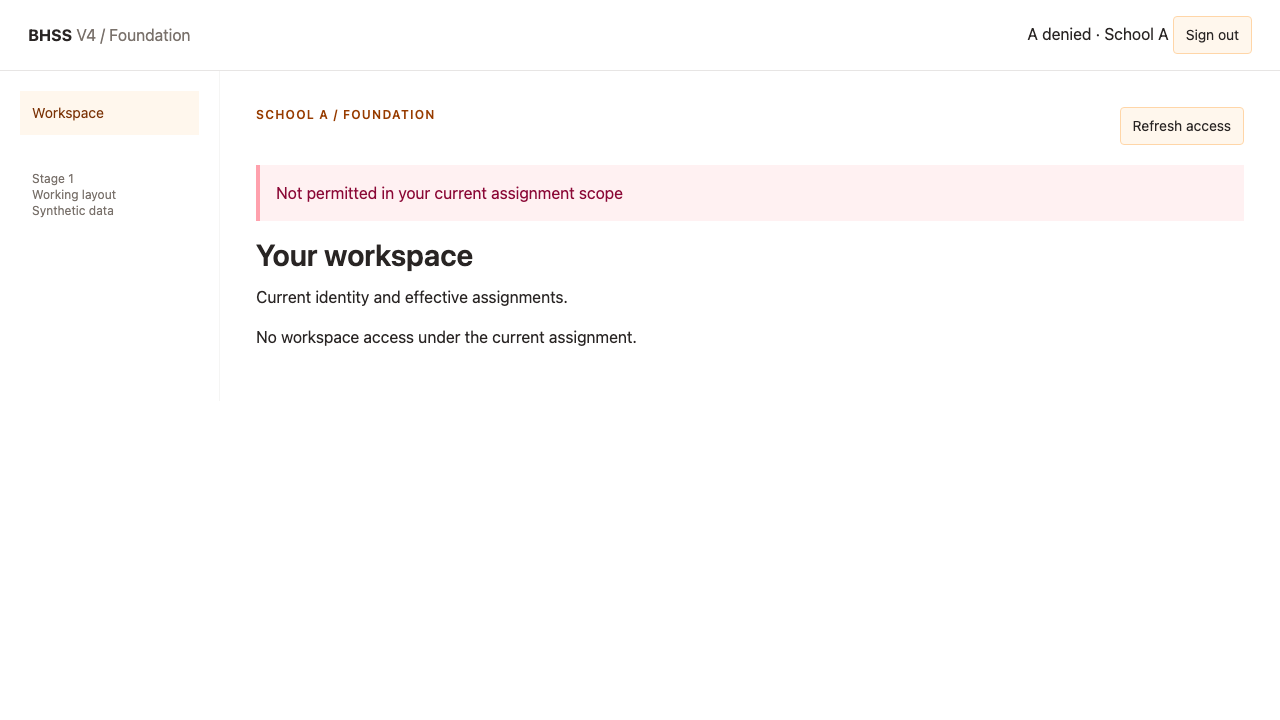 BHSS V4 / Foundation
A denied · School A
Sign out
Workspace
Stage 1
Working layout
Synthetic data
SCHOOL A / FOUNDATION
Refresh access
Not permitted in your current assignment scope
Your workspace
Current identity and effective assignments.
No workspace access under the current assignment.